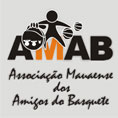 AMAB
Associação Mauaense
dos
Amigos do Basquete